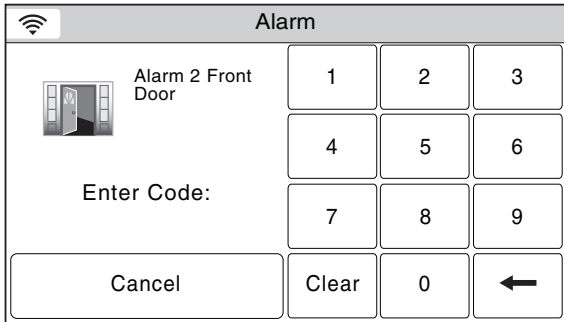 Alarm
Alarm 2 Front
Door
1 2 3
4 5 6
Enter Code:
7 8 9
Cancel Clear 0